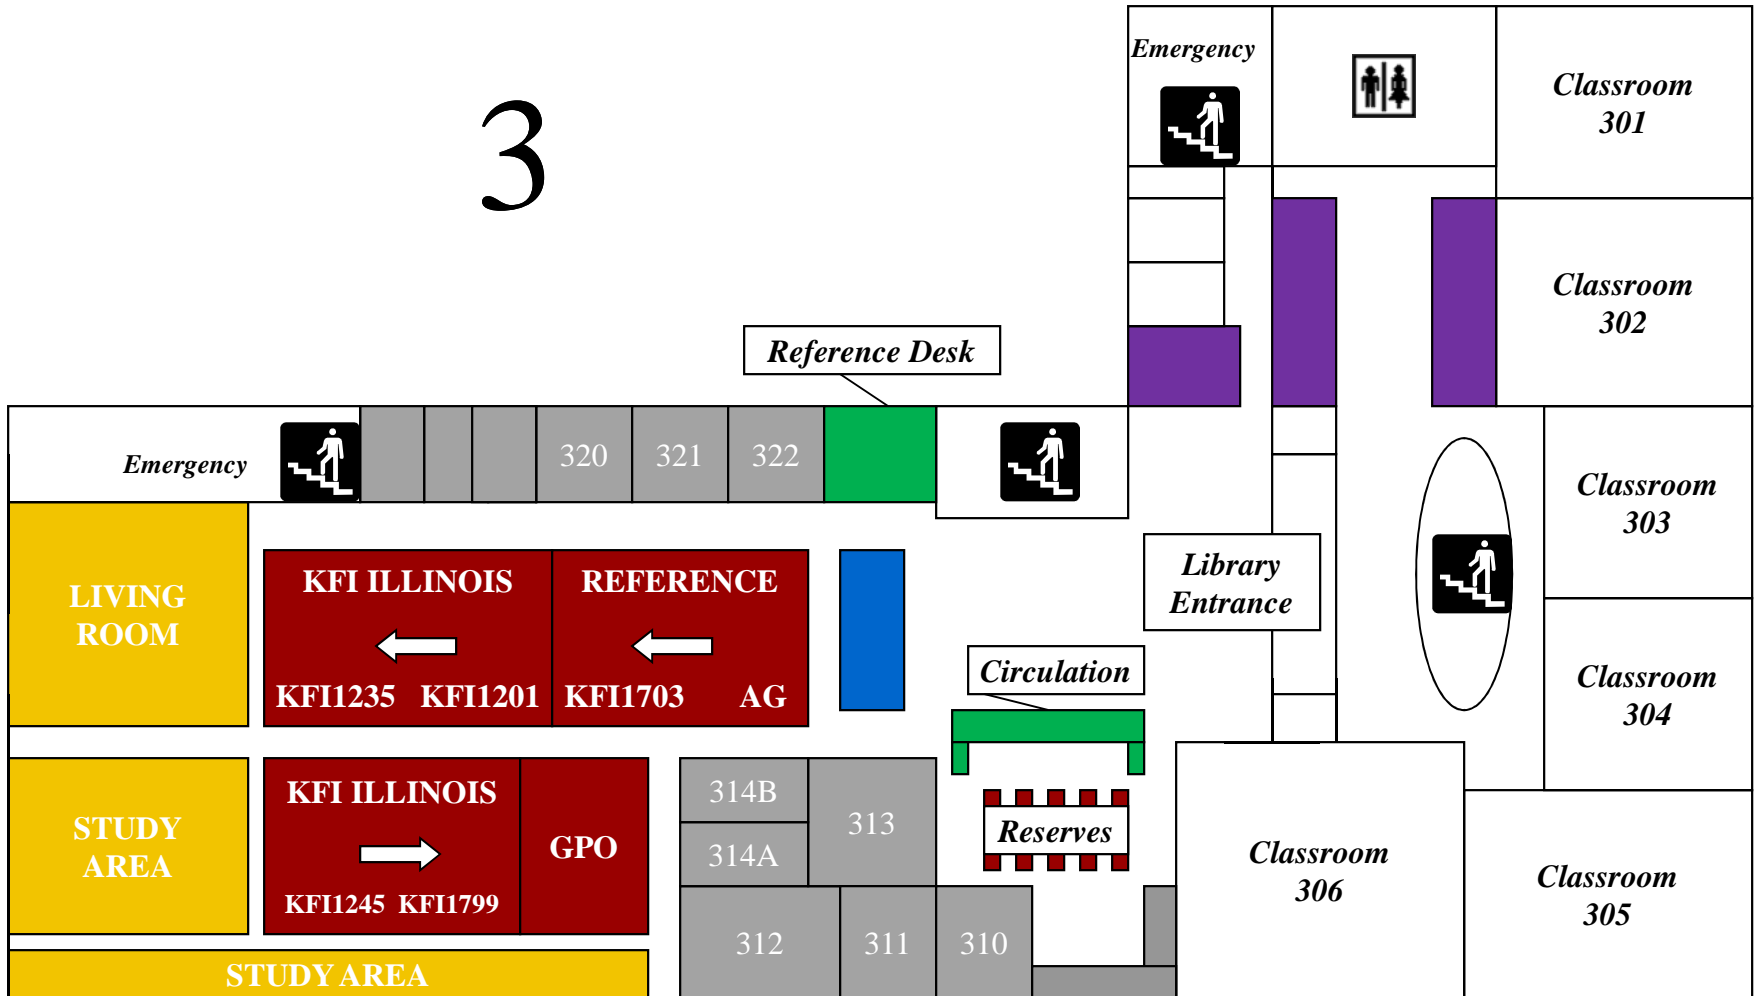 3
Emergency
Classroom
301
Classroom
302
Reference Desk
Emergency
320
321
322
Classroom
303
LIVING
ROOM
KFI ILLINOIS
KFI1235 KFI1201
REFERENCE
KFI1703 AG
Library
Entrance
Circulation
Classroom
304
STUDY
AREA
KFI ILLINOIS
KFI1245 KFI1799
GPO
314B
314A
313
Reserves
Classroom
306
Classroom
305
312
311
310
STUDY AREA